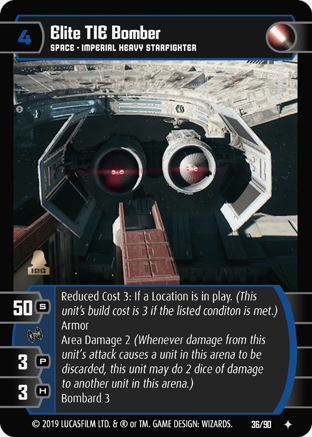 4
Elite TIE Bomber
SPACE - IMPERIAL HEAVY STARFIGHTER
IDC
50 S
Reduced Cost 3: If a Location is in play. (This
unit's build cost is 3 if the listed conditon is met.)
Armor
Area Damage 2 (Whenever damage from this
3 P
unit's attack causes a unit in this arena to be
discarded, this unit may do 2 dice of damage
to another unit in this arena.)
3 H
Bombard 3
© 2019 LUCASFILM LTD. & ® or TM. GAME DESIGN: WIZARDS.
36/90